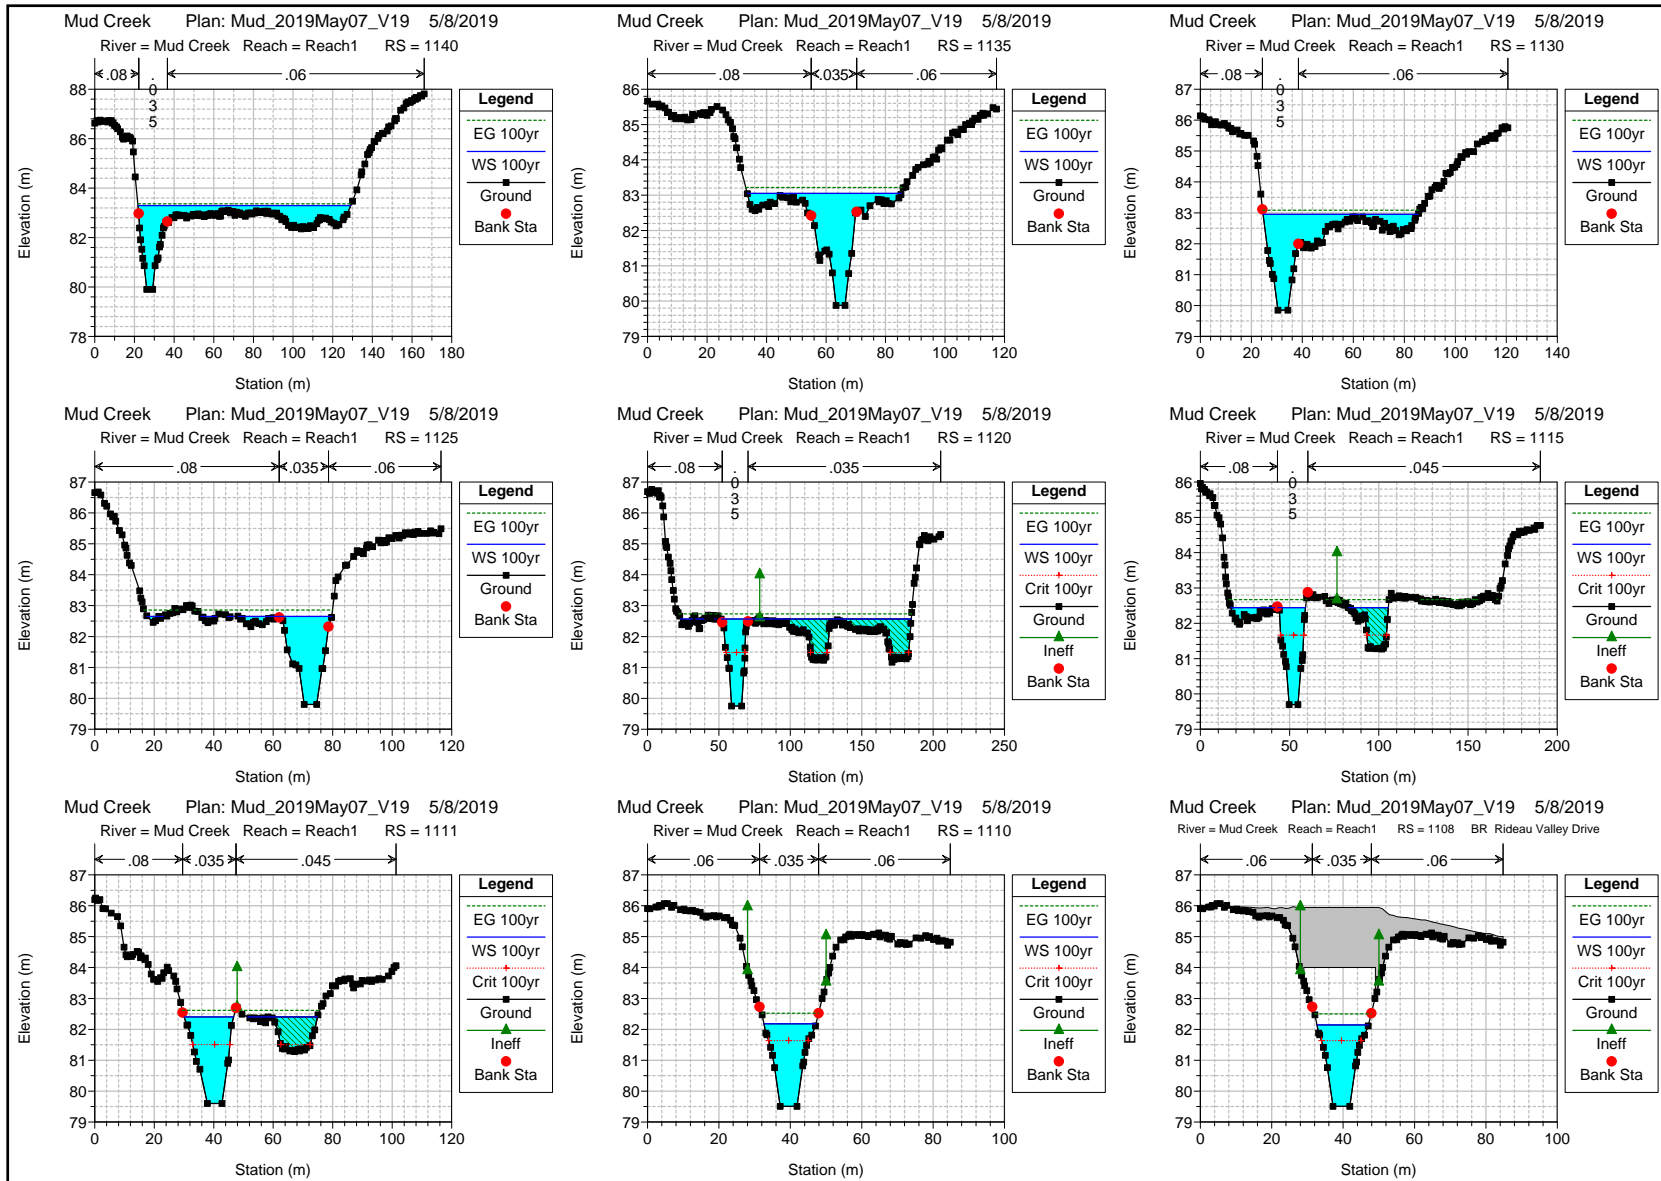 Mud Creek Plan: Mud_2019May07_V19 5/8/2019
River = Mud Creek Reach = Reach1 RS = 1140
.08 .035 .06
88
86
84
82
80
78
0 20 40 60 80 100 120 140 160 180
Station (m)
Elevation (m)
Legend
EG 100yr
WS 100yr
Ground
Bank Sta
Mud Creek Plan: Mud_2019May07_V19 5/8/2019
River = Mud Creek Reach = Reach1 RS = 1135
.08 .035 .06
86
85
84
83
82
81
80
79
0 20 40 60 80 100 120
Station (m)
Elevation (m)
Legend
EG 100yr
WS 100yr
Ground
Bank Sta
Mud Creek Plan: Mud_2019May07_V19 5/8/2019
River = Mud Creek Reach = Reach1 RS = 1130
.08 .035 .06
87
86
85
84
83
82
81
80
79
0 20 40 60 80 100 120 140
Station (m)
Elevation (m)
Legend
EG 100yr
WS 100yr
Ground
Bank Sta
Mud Creek Plan: Mud_2019May07_V19 5/8/2019
River = Mud Creek Reach = Reach1 RS = 1125
.08 .035 .06
87
86
85
84
83
82
81
80
79
0 20 40 60 80 100 120
Station (m)
Elevation (m)
Legend
EG 100yr
WS 100yr
Ground
Bank Sta
Mud Creek Plan: Mud_2019May07_V19 5/8/2019
River = Mud Creek Reach = Reach1 RS = 1120
.08 .035 .035
87
86
85
84
83
82
81
80
79
0 50 100 150 200 250
Station (m)
Elevation (m)
Legend
EG 100yr
WS 100yr
Crit 100yr
Ground
Ineff
Bank Sta
Mud Creek Plan: Mud_2019May07_V19 5/8/2019
River = Mud Creek Reach = Reach1 RS = 1115
.08 .035 .045
86
85
84
83
82
81
80
79
0 50 100 150 200
Station (m)
Elevation (m)
Legend
EG 100yr
WS 100yr
Crit 100yr
Ground
Ineff
Bank Sta
Mud Creek Plan: Mud_2019May07_V19 5/8/2019
River = Mud Creek Reach = Reach1 RS = 1111
.08 .035 .045
87
86
85
84
83
82
81
80
79
0 20 40 60 80 100 120
Station (m)
Elevation (m)
Legend
EG 100yr
WS 100yr
Crit 100yr
Ground
Ineff
Bank Sta
Mud Creek Plan: Mud_2019May07_V19 5/8/2019
River = Mud Creek Reach = Reach1 RS = 1110
.06 .035 .06
87
86
85
84
83
82
81
80
79
0 20 40 60 80 100
Station (m)
Elevation (m)
Legend
EG 100yr
WS 100yr
Crit 100yr
Ground
Ineff
Bank Sta
Mud Creek Plan: Mud_2019May07_V19 5/8/2019
River = Mud Creek Reach = Reach1 RS = 1108 BR Rideau Valley Drive
.06 .035 .06
87
86
85
84
83
82
81
80
79
0 20 40 60 80 100
Station (m)
Elevation (m)
Legend
EG 100yr
WS 100yr
Crit 100yr
Ground
Ineff
Bank Sta